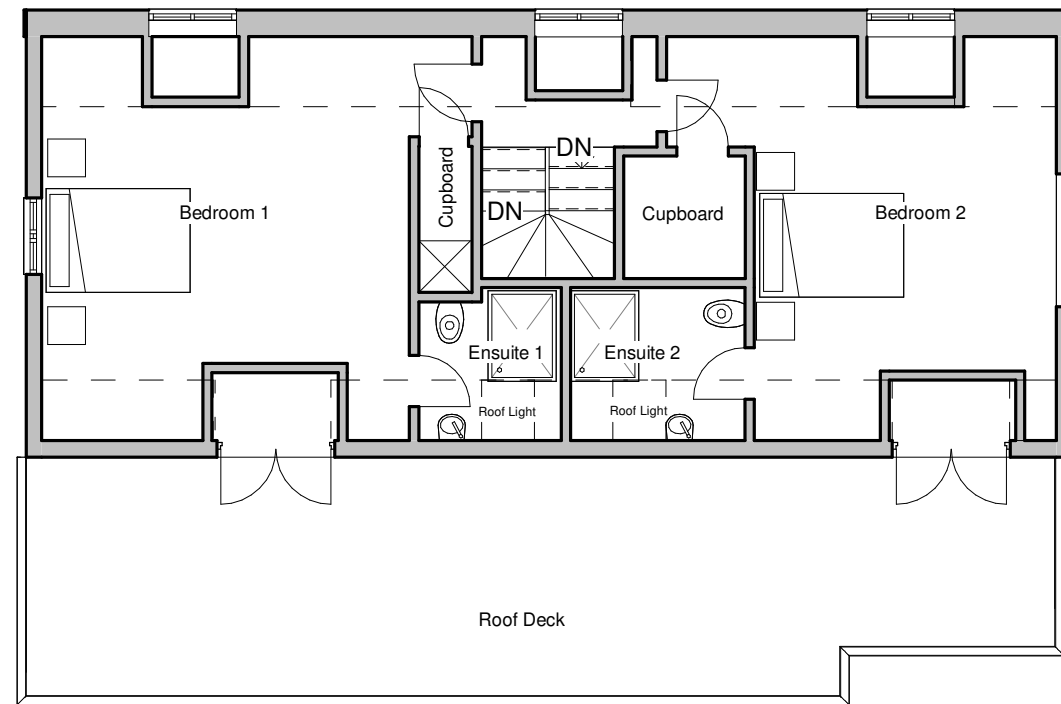 DN
Cupboard
DN
Bedroom 1
Cupboard
Bedroom 2
Ensuite 1
Ensuite 2
Roof Light
Roof Light
Roof Deck